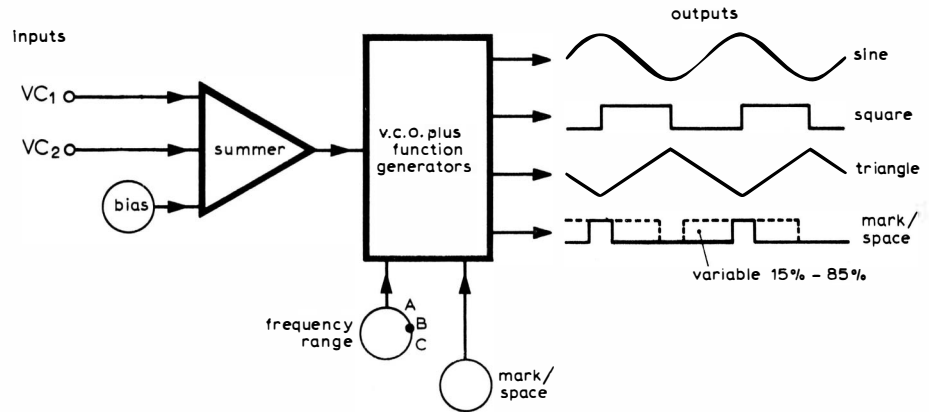 inputs
outputs
VC1
VC2
bias
summer
v.c.o. plus
function
generators
sine
square
triangle
mark/
space
variable 15% - 85%
frequency
range
A
B
C
mark/
space